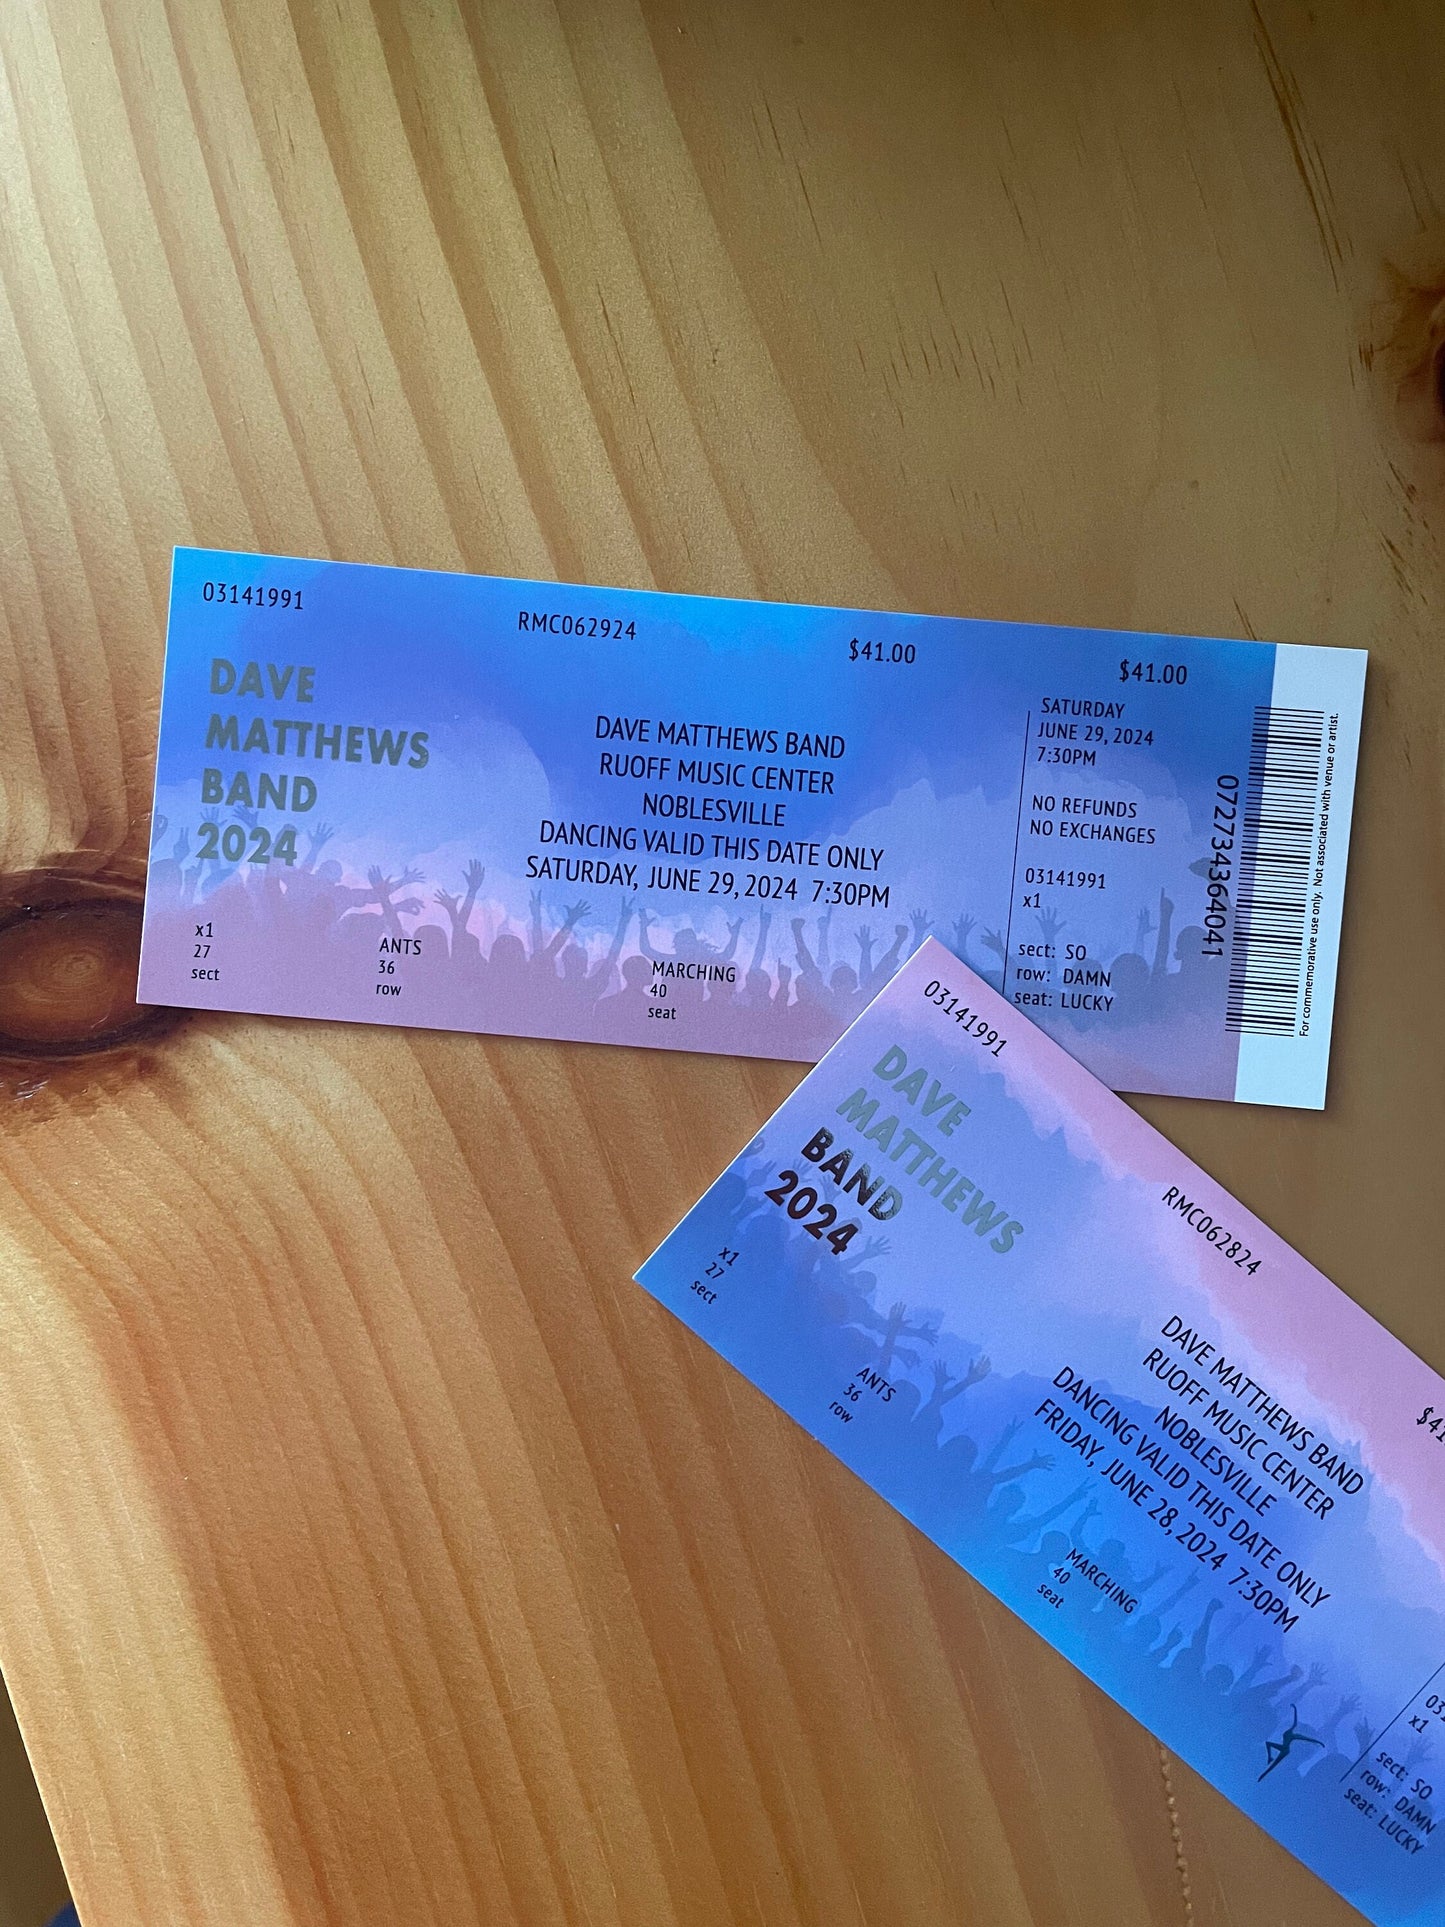 03141991
RMC062924
$41.00
$41.00
DAVE
MATTHEWS
BAND
2024
DAVE MATTHEWS BAND
RUOFF MUSIC CENTER
NOBLESVILLE
DANCING VALID THIS DATE ONLY
SATURDAY, JUNE 29, 2024 7:30PM
x1
27
sect
ANTS
36
row
MARCHING
40
seat
SATURDAY
JUNE 29, 2024
7:30PM
NO REFUNDS
NO EXCHANGES
03141991
x1
sect: SO
row: DAMN
seat: LUCKY
072734364041
For commemorative use only. Not associated with venue or artist.
03141991
RMC062824
$41
DAVE
MATTHEWS
BAND
2024
DAVE MATTHEWS BAND
RUOFF MUSIC CENTER
NOBLESVILLE
DANCING VALID THIS DATE ONLY
FRIDAY, JUNE 28, 2024 7:30PM
x1
27
sect
ANTS
36
row
MARCHING
40
seat
03
x1
sect: SO
row: DAMN
seat: LUCKY